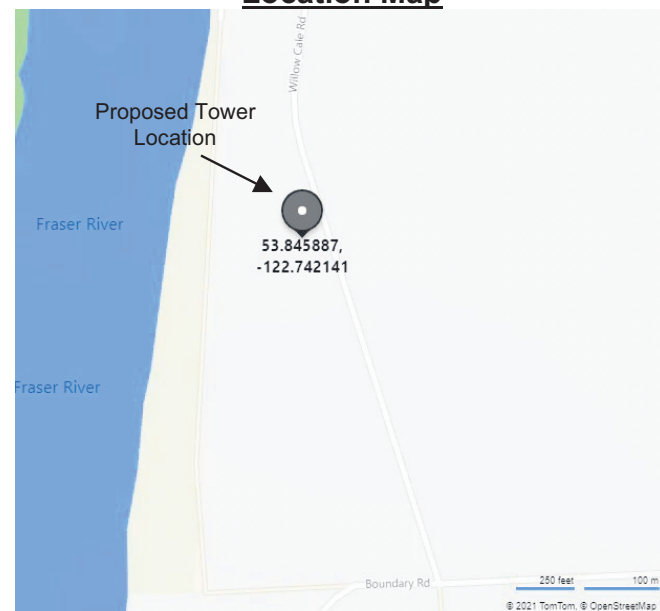 Location Map
Willow Cale Rd
Proposed Tower
Location
Fraser River
53.845887,
-122.742141
Fraser River
Boundary Rd
250 feet
100 m
© 2021 TomTom, © OpenStreetMap